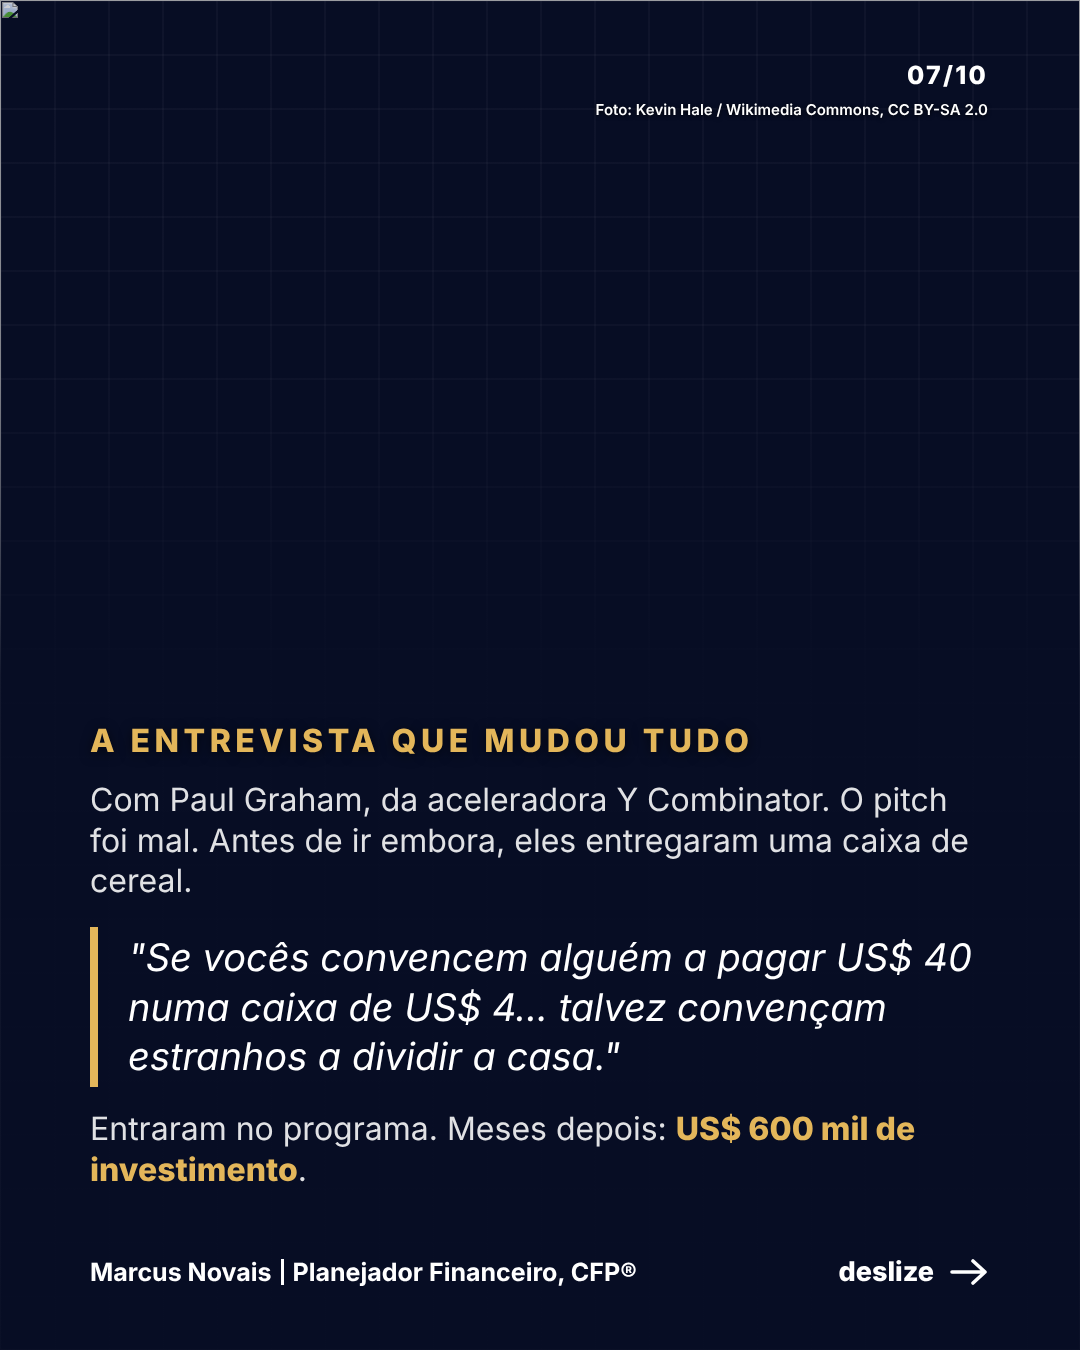 07/10
Foto: Kevin Hale / Wikimedia Commons, CC BY-SA 2.0
A ENTREVISTA QUE MUDOU TUDO
Com Paul Graham, da aceleradora Y Combinator. O pitch
foi mal. Antes de ir embora, eles entregaram uma caixa de
cereal.
"Se vocês convencem alguém a pagar US$ 40
numa caixa de US$ 4... talvez convençam
estranhos a dividir a casa."
Entraram no programa. Meses depois: US$ 600 mil de
investimento.
Marcus Novais | Planejador Financeiro, CFP®
deslize →